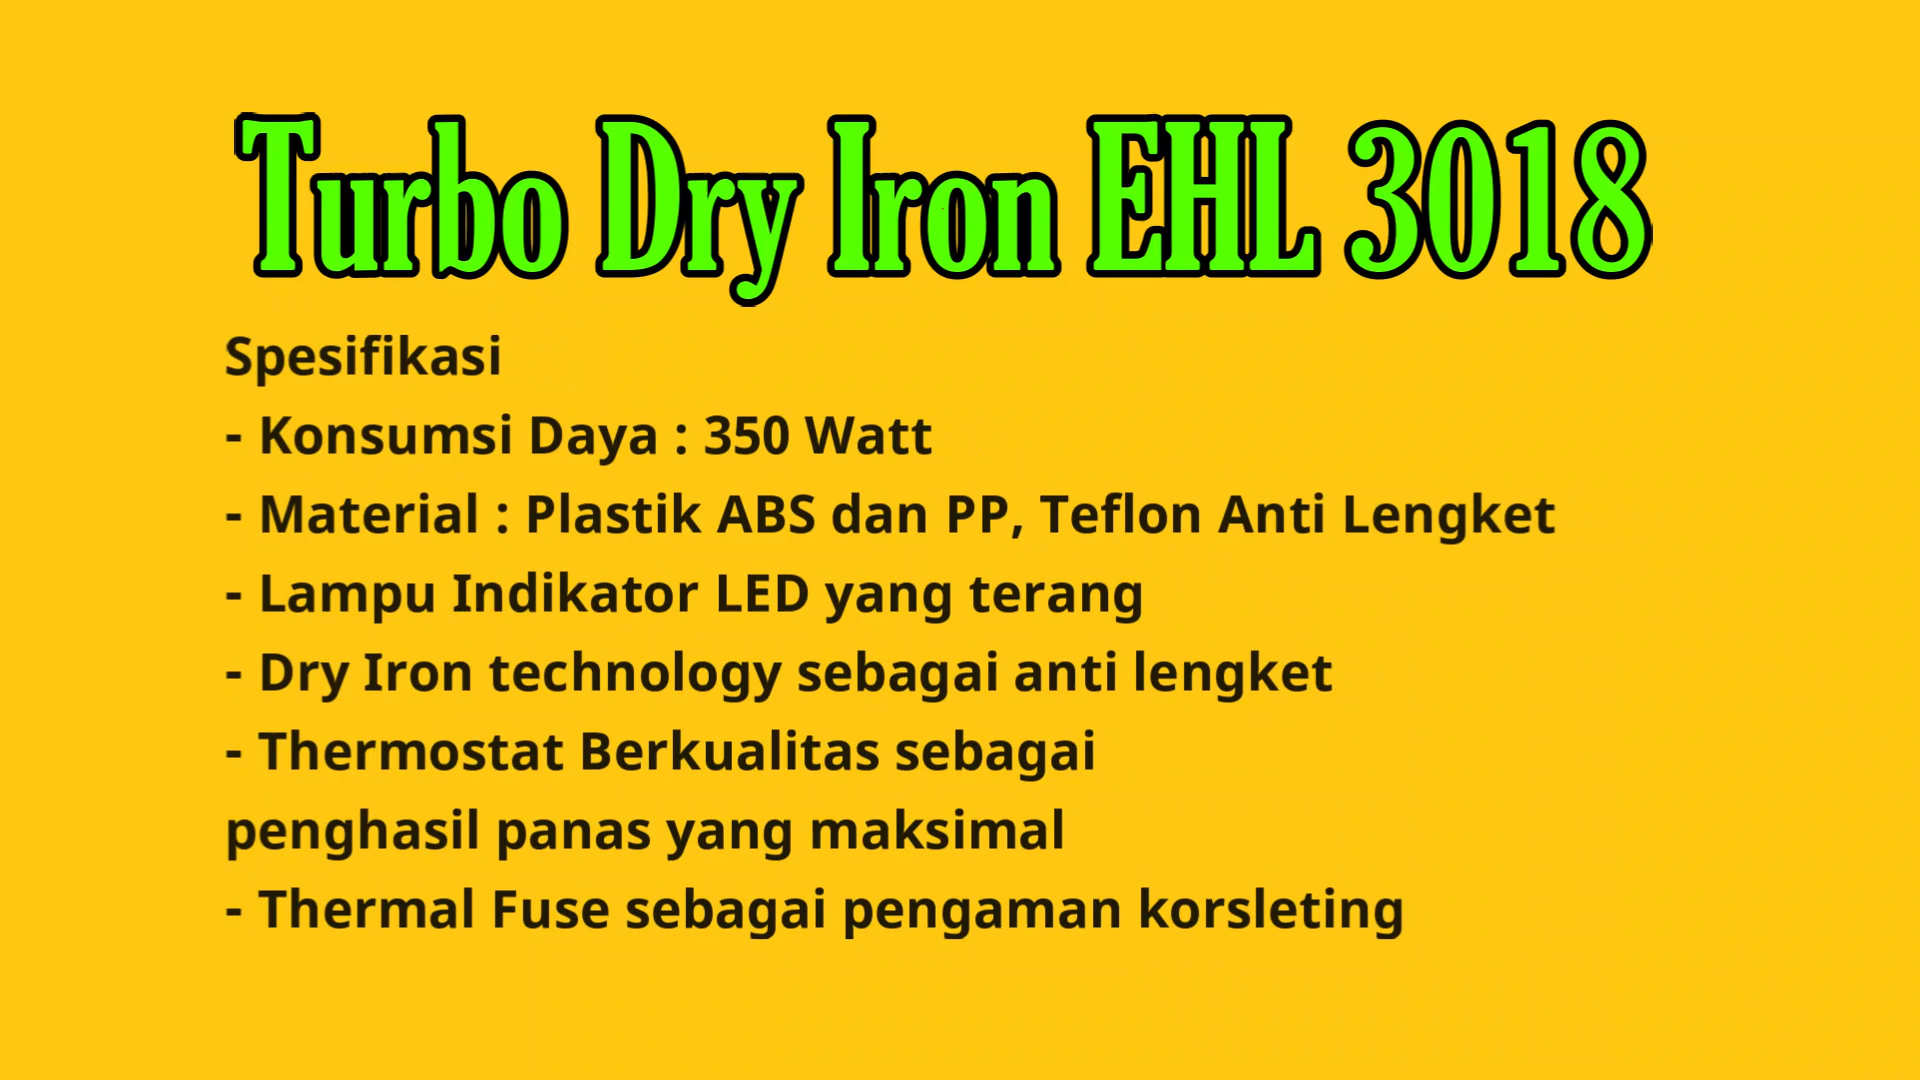 Turbo Dry Iron EHL 3018
Spesifikasi
- Konsumsi Daya : 350 Watt
- Material : Plastik ABS dan PP, Teflon Anti Lengket
- Lampu Indikator LED yang terang
- Dry Iron technology sebagai anti lengket
- Thermostat Berkualitas sebagai
penghasil panas yang maksimal
- Thermal Fuse sebagai pengaman korsleting